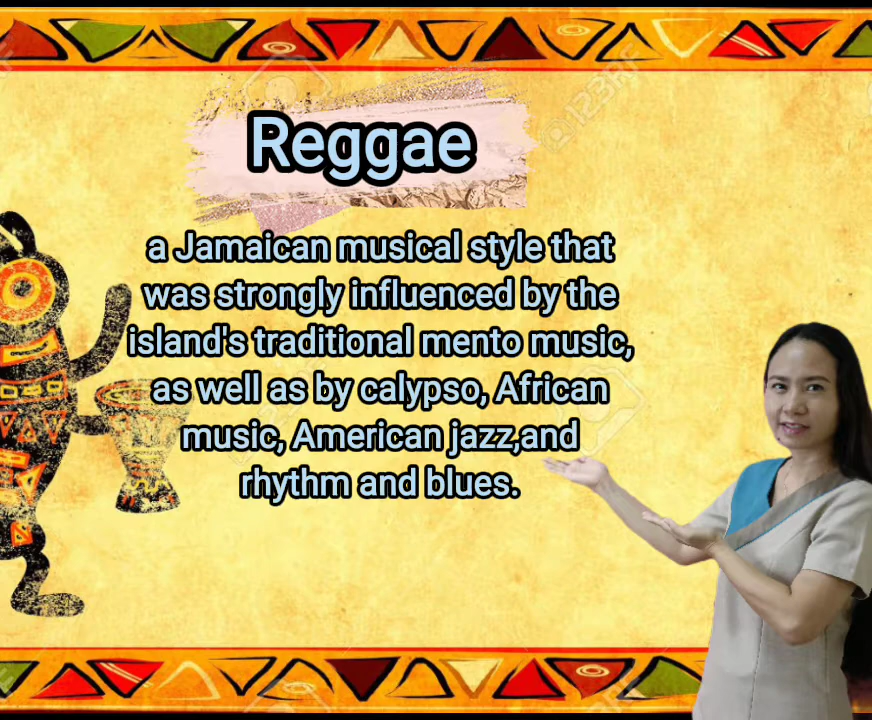 Reggae
a Jamaican musical style that
was strongly influenced by the
island's traditional mento music,
as well as by calypso, African
music, American jazz,and
rhythm and blues.
123RF